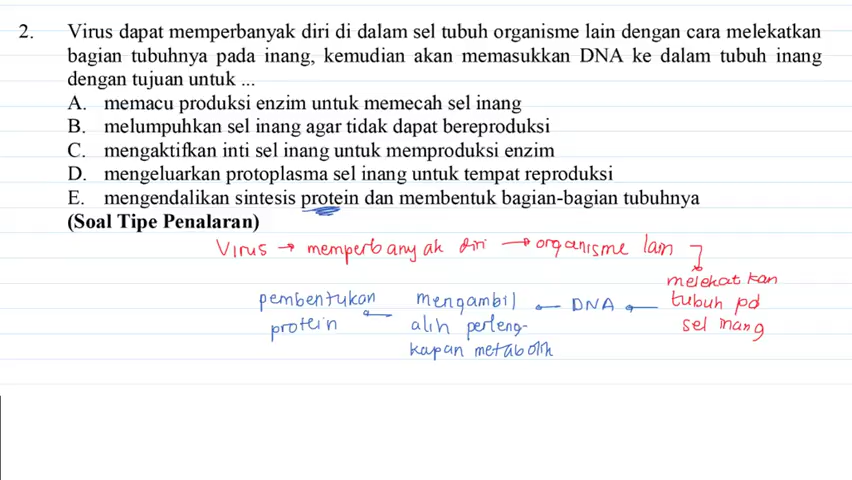 2. Virus dapat memperbanyak diri di dalam sel tubuh organisme lain dengan cara melekatkan
bagian tubuhnya pada inang, kemudian akan memasukkan DNA ke dalam tubuh inang
dengan tujuan untuk ...
A. memacu produksi enzim untuk memecah sel inang
B. melumpuhkan sel inang agar tidak dapat bereproduksi
C. mengaktifkan inti sel inang untuk memproduksi enzim
D. mengeluarkan protoplasma sel inang untuk tempat reproduksi
E. mengendalikan sintesis protein dan membentuk bagian-bagian tubuhnya
(Soal Tipe Penalaran)
Virus → memperbanyak diri → organisme lain
melekatkan
tubuh pd
sel inang
← DNA ←
mengambil
alih perleng-
kapan metabolik
←
pembentukan
protein